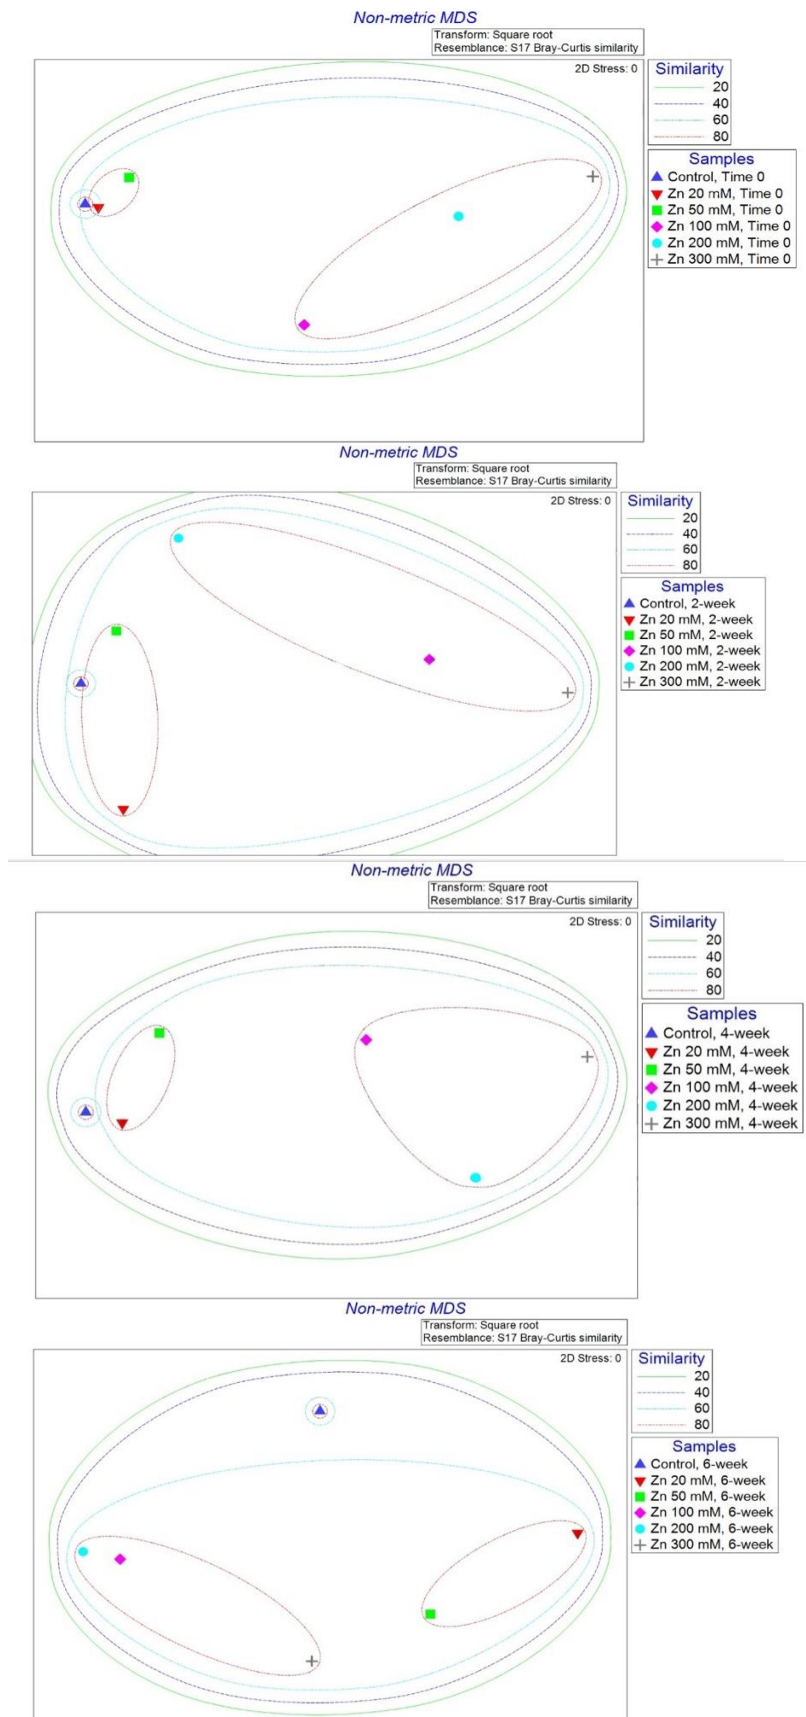 Non-metric MDS
Transform: Square root
Resemblance: S17 Bray-Curtis similarity
2D Stress: 0
Similarity
20
40
60
80
Samples
Control, Time 0
Zn 20 mM, Time 0
Zn 50 mM, Time 0
Zn 100 mM, Time 0
Zn 200 mM, Time 0
Zn 300 mM, Time 0
Non-metric MDS
Transform: Square root
Resemblance: S17 Bray-Curtis similarity
2D Stress: 0
Similarity
20
40
60
80
Samples
Control, 2-week
Zn 20 mM, 2-week
Zn 50 mM, 2-week
Zn 100 mM, 2-week
Zn 200 mM, 2-week
Zn 300 mM, 2-week
Non-metric MDS
Transform: Square root
Resemblance: S17 Bray-Curtis similarity
2D Stress: 0
Similarity
20
40
60
80
Samples
Control, 4-week
Zn 20 mM, 4-week
Zn 50 mM, 4-week
Zn 100 mM, 4-week
Zn 200 mM, 4-week
Zn 300 mM, 4-week
Non-metric MDS
Transform: Square root
Resemblance: S17 Bray-Curtis similarity
2D Stress: 0
Similarity
20
40
60
80
Samples
Control, 6-week
Zn 20 mM, 6-week
Zn 50 mM, 6-week
Zn 100 mM, 6-week
Zn 200 mM, 6-week
Zn 300 mM, 6-week